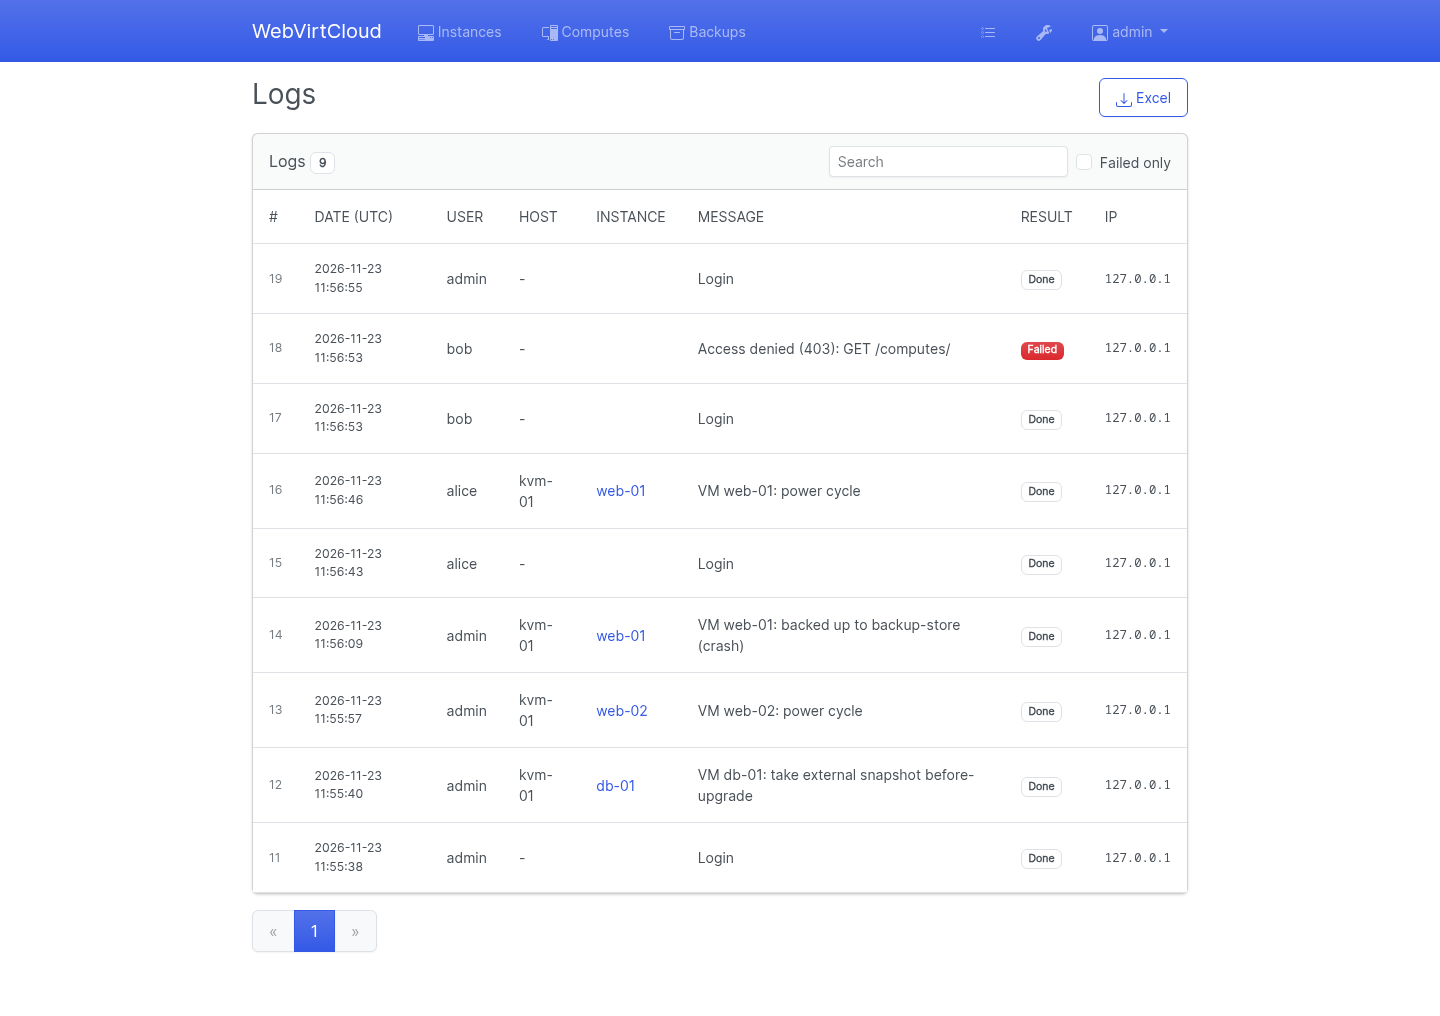 WebVirtCloud Instances Computes Backups admin
Logs
Excel
Logs 9 Search Failed only
# DATE (UTC) USER HOST INSTANCE MESSAGE RESULT IP
19 2026-11-23 11:56:55 admin - Login Done 127.0.0.1
18 2026-11-23 11:56:53 bob - Access denied (403): GET /computes/ Failed 127.0.0.1
17 2026-11-23 11:56:53 bob - Login Done 127.0.0.1
16 2026-11-23 11:56:46 alice kvm-01 web-01 VM web-01: power cycle Done 127.0.0.1
15 2026-11-23 11:56:43 alice - Login Done 127.0.0.1
14 2026-11-23 11:56:09 admin kvm-01 web-01 VM web-01: backed up to backup-store (crash) Done 127.0.0.1
13 2026-11-23 11:55:57 admin kvm-01 web-02 VM web-02: power cycle Done 127.0.0.1
12 2026-11-23 11:55:40 admin kvm-01 db-01 VM db-01: take external snapshot before-upgrade Done 127.0.0.1
11 2026-11-23 11:55:38 admin - Login Done 127.0.0.1
« 1 »